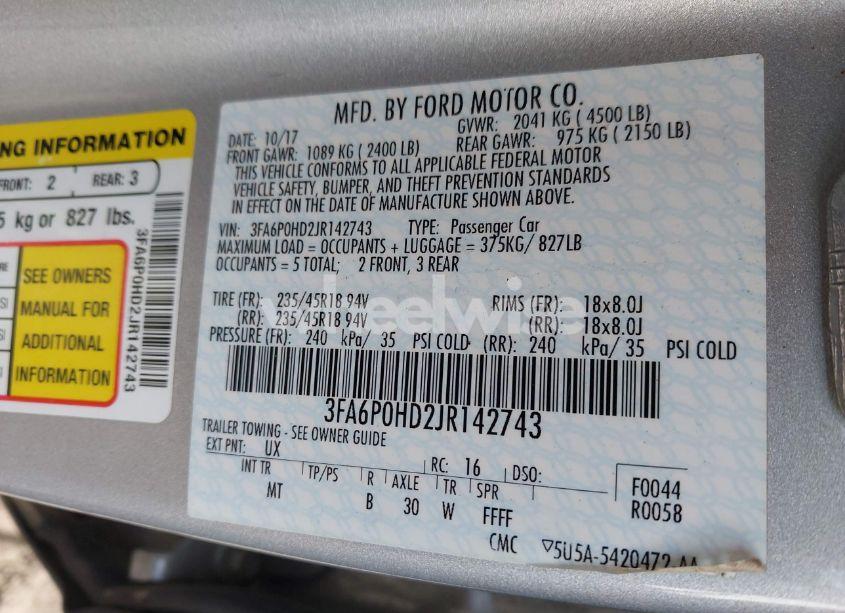 NG INFORMATION
FRONT: 2 REAR: 3
5 kg or 827 lbs.
SEE OWNERS
MANUAL FOR
ADDITIONAL
INFORMATION
3FA6P0HD2JR142743
MFD. BY FORD MOTOR CO.
DATE: 10/17 GVWR: 2041 KG ( 4500 LB)
FRONT GAWR: 1089 KG ( 2400 LB) REAR GAWR: 975 KG ( 2150 LB)
THIS VEHICLE CONFORMS TO ALL APPLICABLE FEDERAL MOTOR
VEHICLE SAFETY, BUMPER, AND THEFT PREVENTION STANDARDS
IN EFFECT ON THE DATE OF MANUFACTURE SHOWN ABOVE.
VIN: 3FA6P0HD2JR142743 TYPE: Passenger Car
MAXIMUM LOAD = OCCUPANTS + LUGGAGE = 375KG/ 827LB
OCCUPANTS = 5 TOTAL; 2 FRONT, 3 REAR
TIRE (FR): 235/45R18 94V RIMS (FR): 18x8.0J
(RR): 235/45R18 94V (RR): 18x8.0J
PRESSURE (FR): 240 kPa/ 35 PSI COLD (RR): 240 kPa/ 35 PSI COLD
wheelwise
3FA6P0HD2JR142743
TRAILER TOWING - SEE OWNER GUIDE
EXT PNT: UX RC: 16 DSO:
INT TR TP/PS R AXLE TR SPR
MT B 30 W FFFF
F0044
R0058
CMC ▽5U5A-5420472-AA